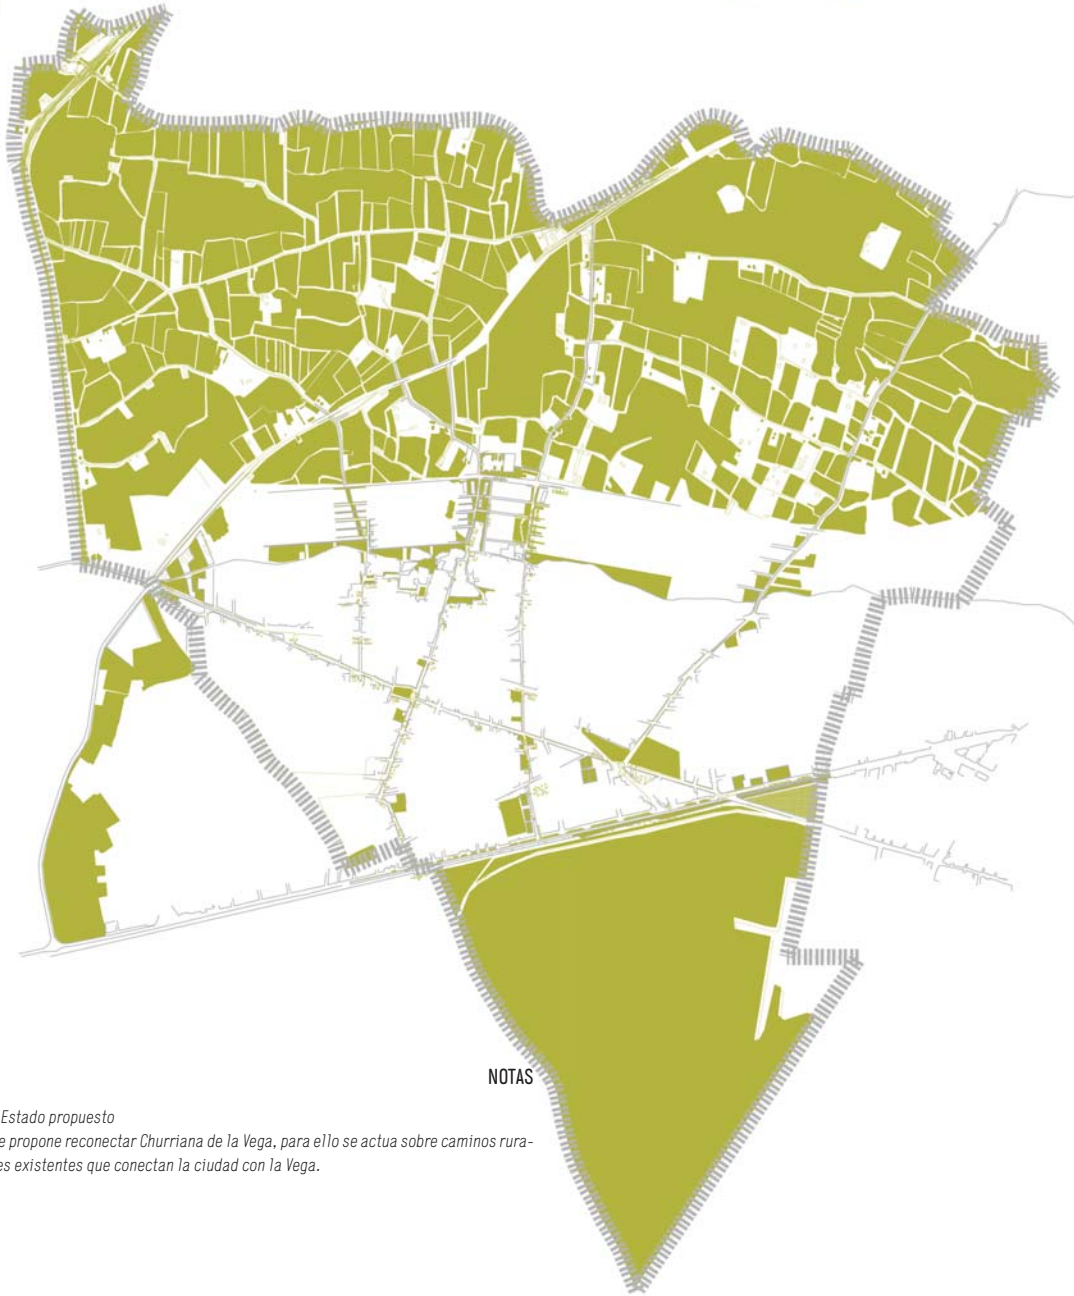 NOTAS
Estado propuesto
e propone reconectar Churriana de la Vega, para ello se actua sobre caminos rura-
es existentes que conectan la ciudad con la Vega.